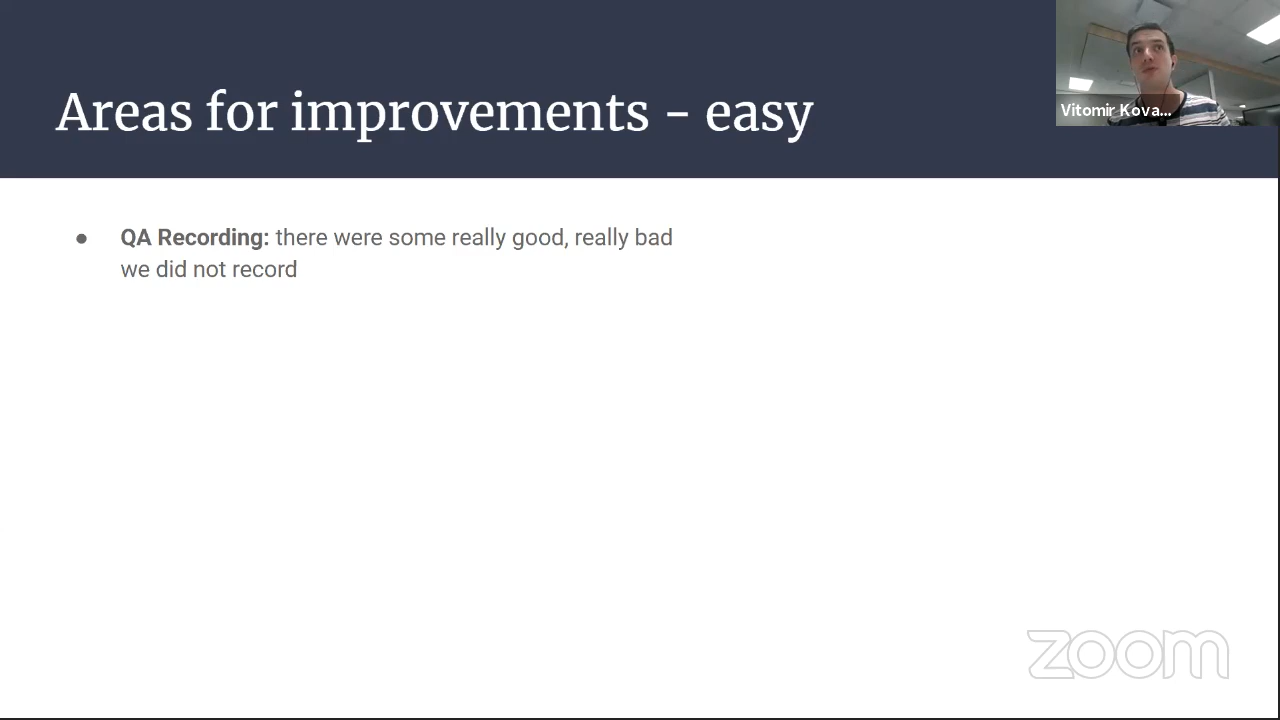 Areas for improvements - easy
Vitomir Kova...
● QA Recording: there were some really good, really bad
we did not record
zoom